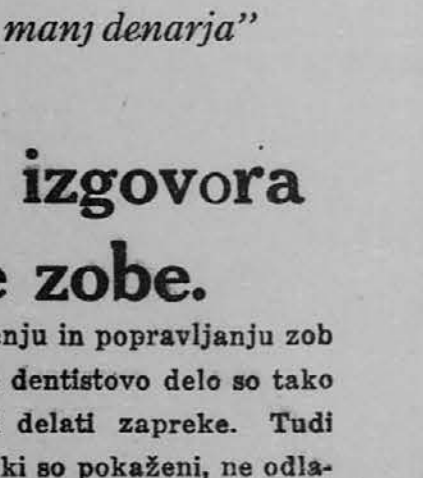 manj denarja”
izgovora
e zobe.
enju in popravljanju zob
dentistovo delo so tako
delati zapreke. Tudi
ki so pokaženi, ne odla-